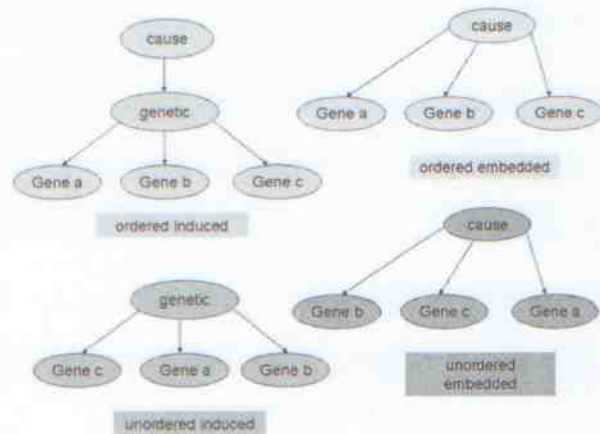 cause
genetic
Gene a Gene b Gene c
ordered induced
cause
Gene a Gene b Gene c
ordered embedded
genetic
Gene c Gene a Gene b
unordered induced
cause
Gene b Gene c Gene a
unordered
embedded